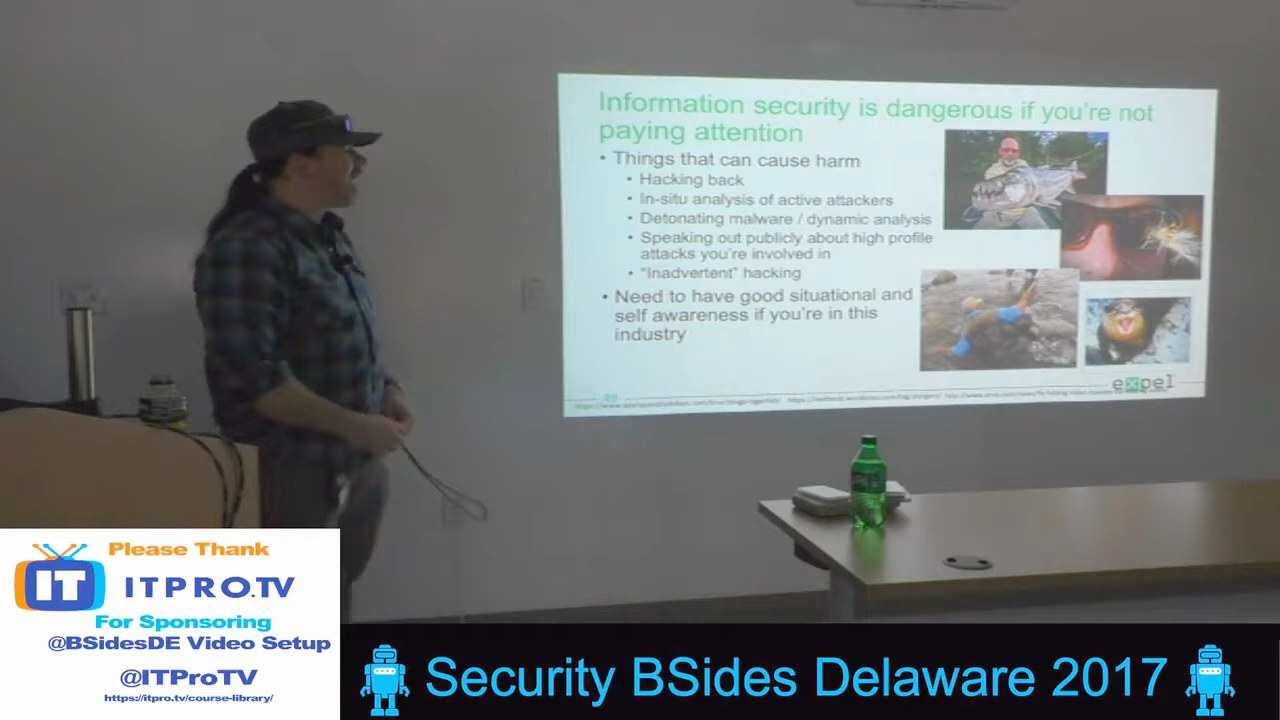 Information security is dangerous if you're not
paying attention
• Things that can cause harm
• Hacking back
• In-situ analysis of active attackers
• Detonating malware / dynamic analysis
• Speaking out publicly about high profile
attacks you're involved in
• "Inadvertent" hacking
• Need to have good situational and
self awareness if you're in this
industry
expel
Please Thank
IT
ITPRO.TV
For Sponsoring
@BSidesDE Video Setup
@ITProTV
https://itpro.tv/course-library/
Security BSides Delaware 2017